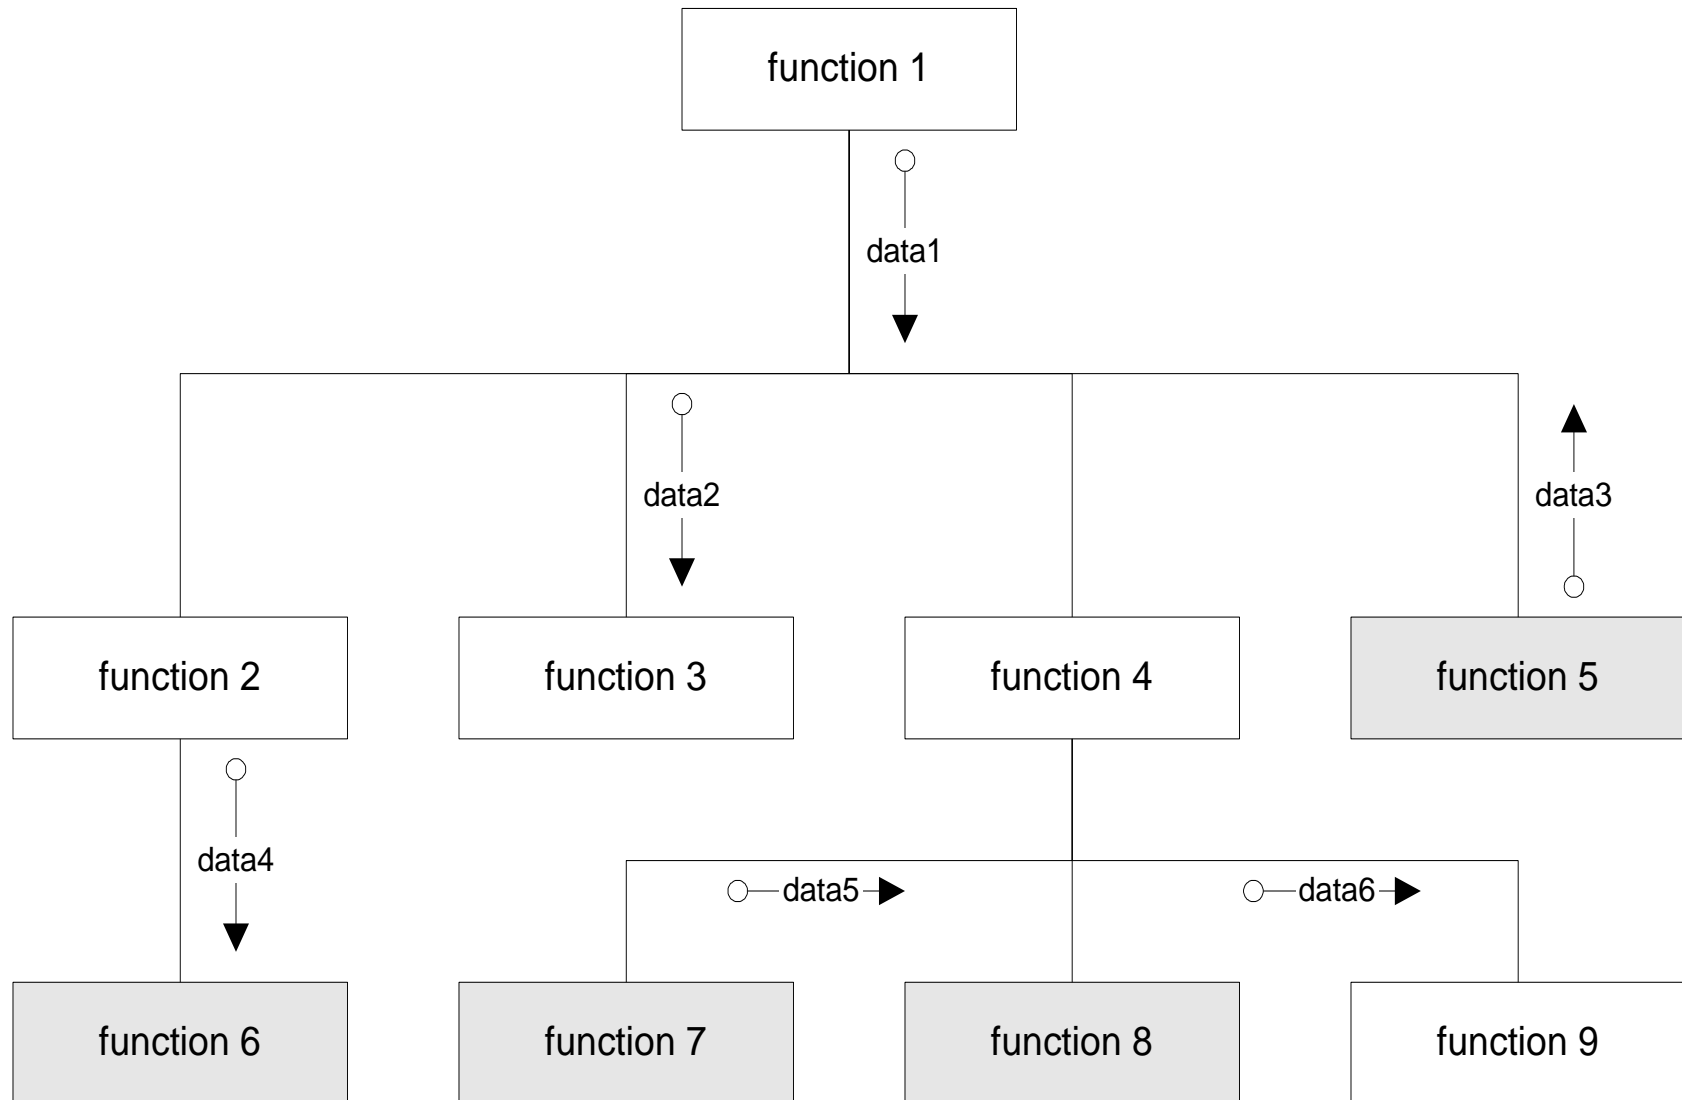 function 1
data1
data2
data3
function 2
function 3
function 4
function 5
data4
data5
data6
function 6
function 7
function 8
function 9